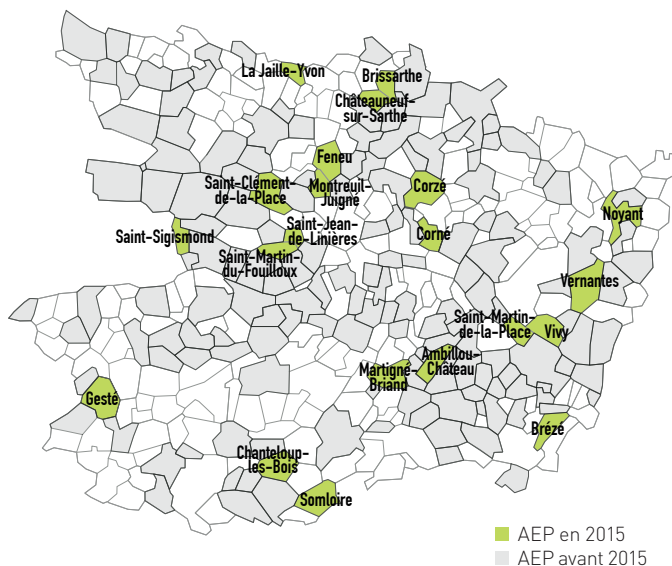 La Jaille-Yvon
Brissarthe
Châteauneuf-
sur-Sarthe
Feneu
Saint-Clément-
de-la-Place
Montreuil-
Juigné
Corzé
Noyant
Saint-Sigismond
Saint-Jean-
de-Linières
Corné
Saint-Martin-
du-Fouilloux
Vernantes
Saint-Martin-
de-la-Place
Vivy
Ambillou-
Château
Martigné-
Briand
Gesté
Brézé
Chanteloup-
les-Bois
Somloire
AEP en 2015
AEP avant 2015